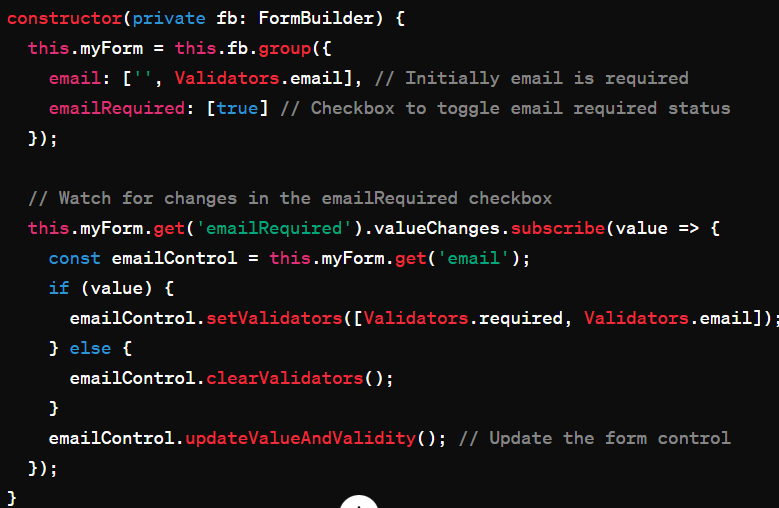 constructor(private fb: FormBuilder) {
  this.myForm = this.fb.group({
    email: ['', Validators.email], // Initially email is required
    emailRequired: [true] // Checkbox to toggle email required status
  });

  // Watch for changes in the emailRequired checkbox
  this.myForm.get('emailRequired').valueChanges.subscribe(value => {
    const emailControl = this.myForm.get('email');
    if (value) {
      emailControl.setValidators([Validators.required, Validators.email]);
    } else {
      emailControl.clearValidators();
    }
    emailControl.updateValueAndValidity(); // Update the form control
  });
}